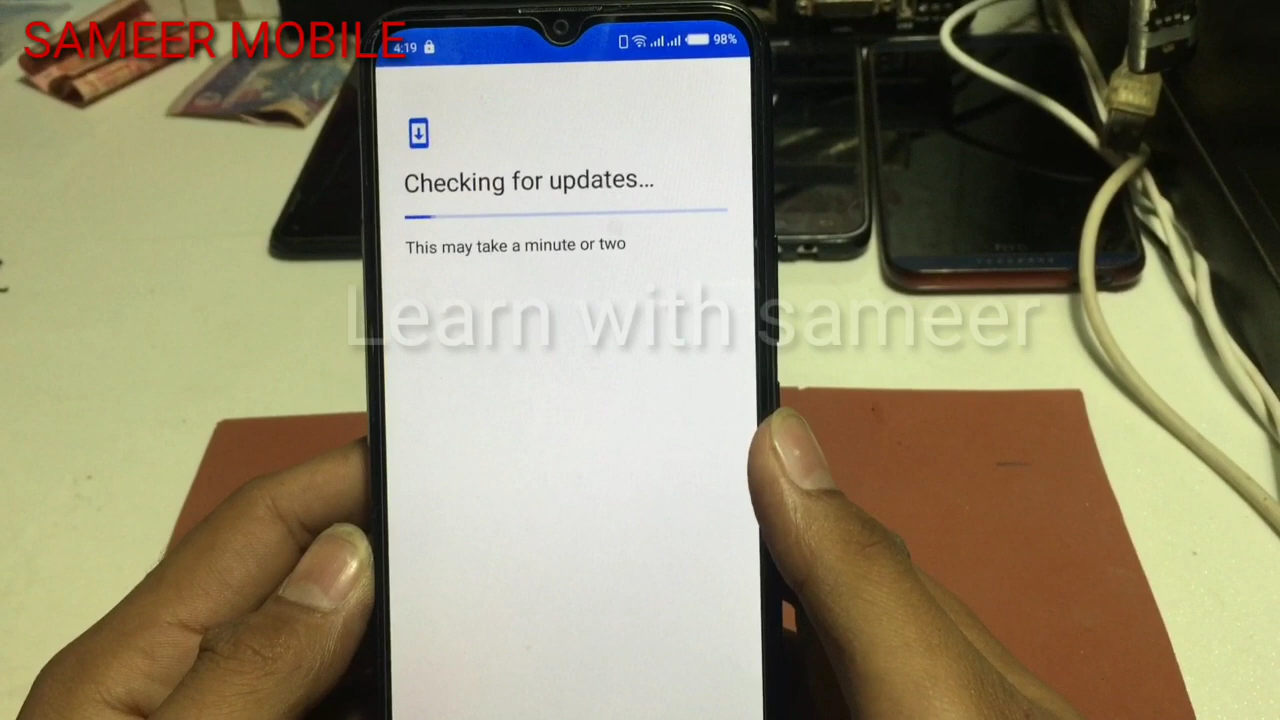 SAMEER MOBILE
4:19
98%
Checking for updates...
This may take a minute or two
Learn with sameer